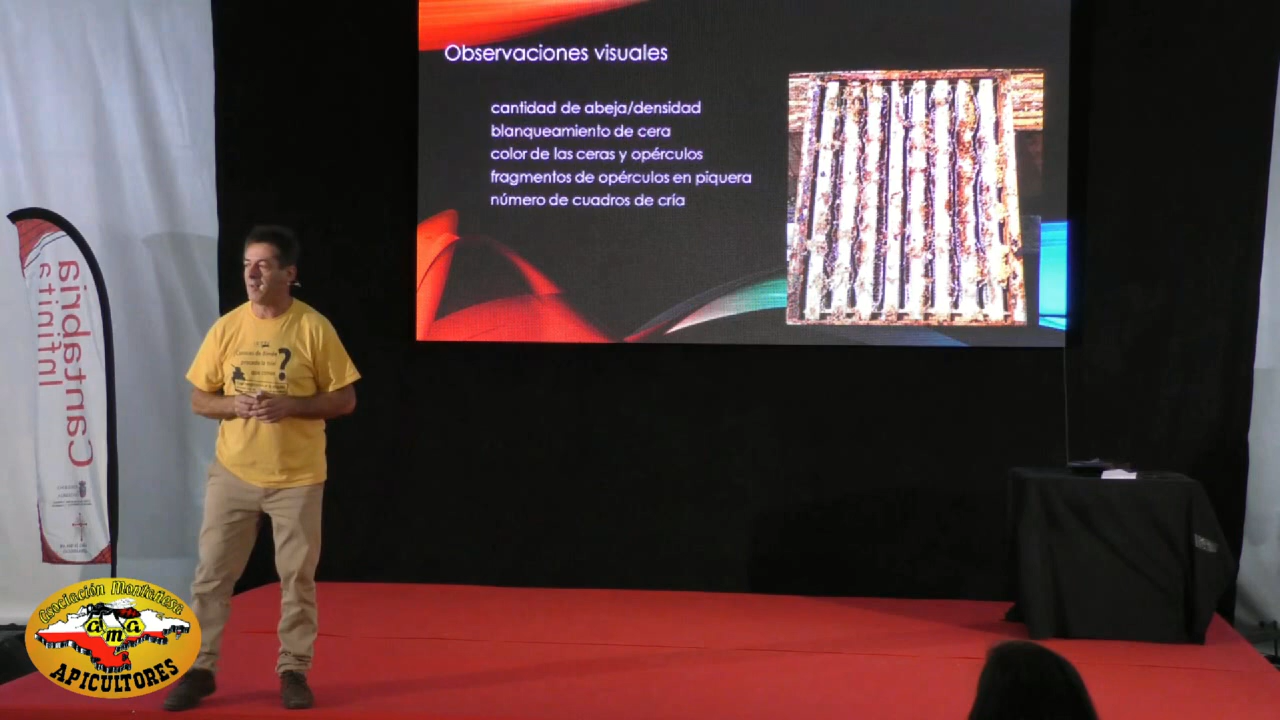 Observaciones visuales
cantidad de abeja/densidad
blanqueamiento de cera
color de las ceras y opérculos
fragmentos de opérculos en piquera
número de cuadros de cría
Cantabria
Infinita
?
Asociación Montañesa
ama
APICULTORES